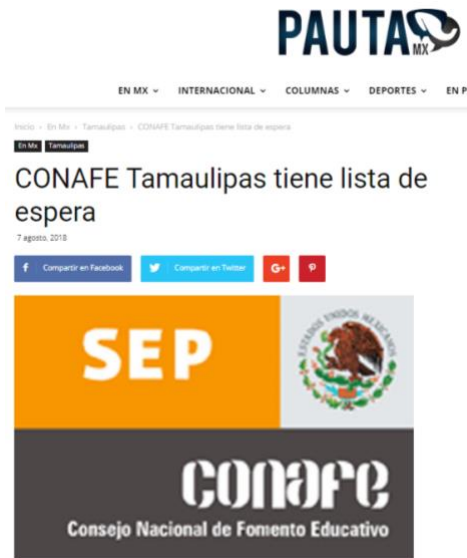 PAUTA
MX
EN MX INTERNACIONAL COLUMNAS DEPORTES EN P
Inicio › En Mx › Tamaulipas › CONAFE Tamaulipas tiene lista de espera
En Mx Tamaulipas
CONAFE Tamaulipas tiene lista de
espera
7 agosto, 2018
f Compartir en Facebook Compartir en Twitter G+
SEP
ESTADOS UNIDOS MEXICANOS
conafe
Consejo Nacional de Fomento Educativo